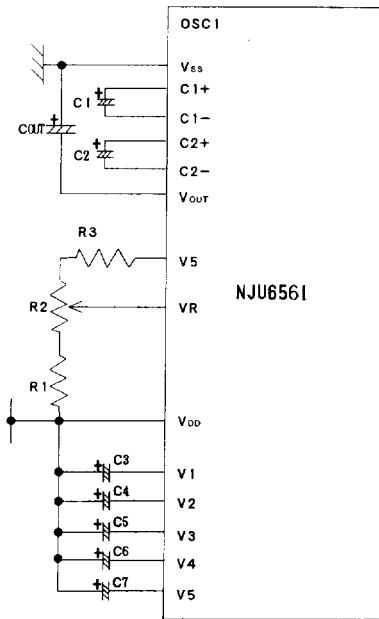 OSC1
Vss
C1+
C1
C1-
COUT
C2+
C2
C2-
VOUT
R3
V5
R2
VR
NJU6561
R1
VDD
C3
V1
C4
V2
C5
V3
C6
V4
C7
V5